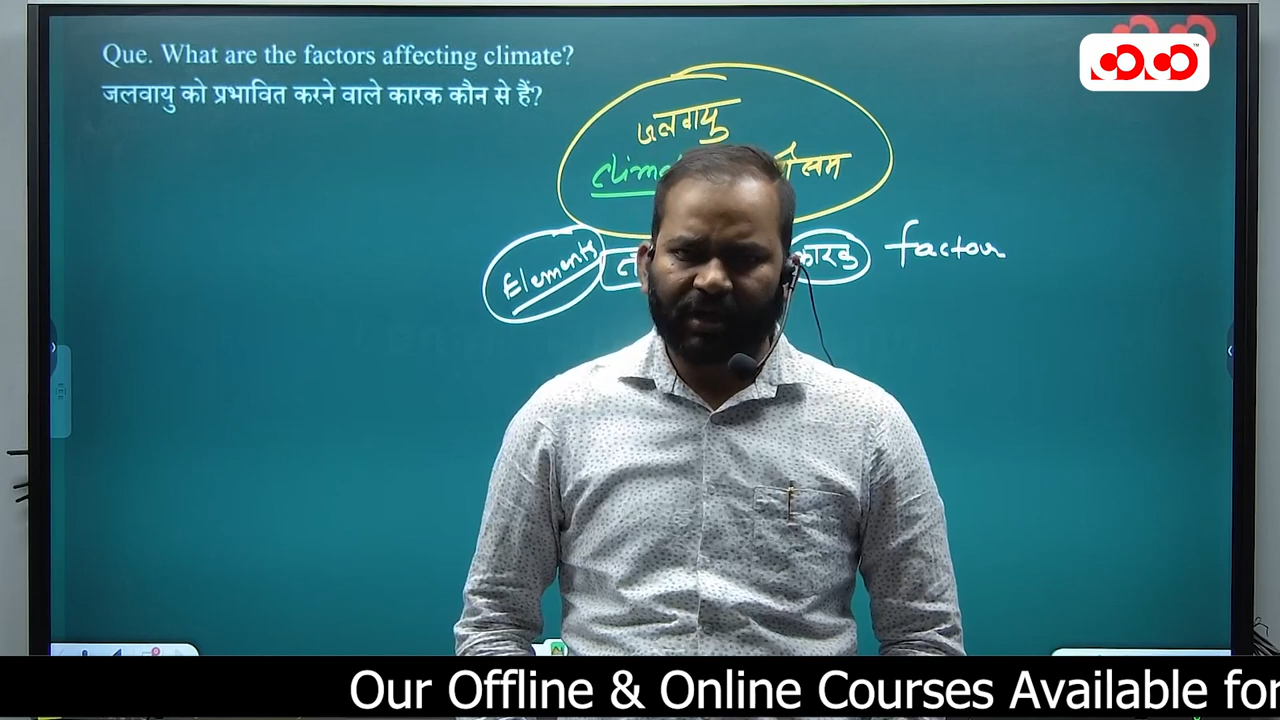 Que. What are the factors affecting climate?
जलवायु को प्रभावित करने वाले कारक कौन से हैं?
जलवायु
Elements
कारक factor
Our Offline & Online Courses Available for